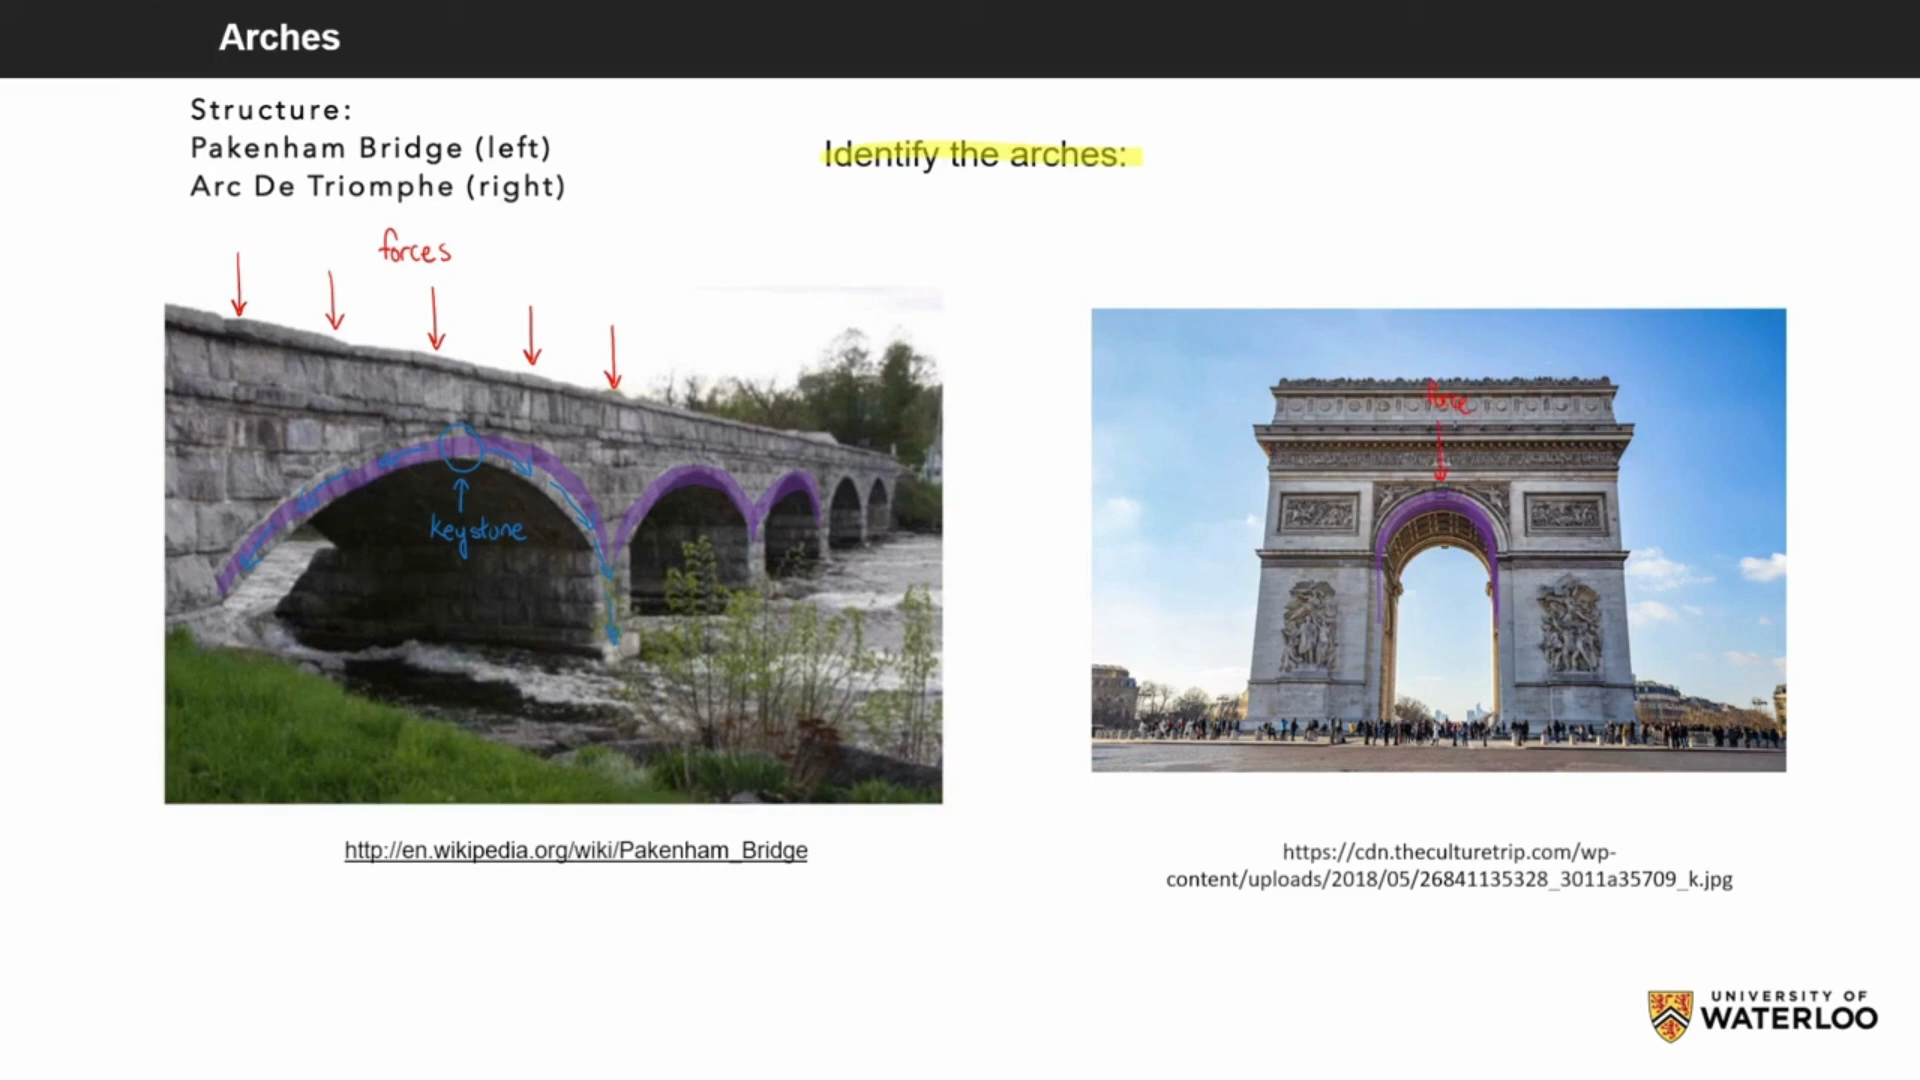 Arches
Structure:
Pakenham Bridge (left)
Arc De Triomphe (right)
Identify the arches:
forces
keystone
force
http://en.wikipedia.org/wiki/Pakenham_Bridge
https://cdn.theculturetrip.com/wp-
content/uploads/2018/05/26841135328_3011a35709_k.jpg
UNIVERSITY OF
WATERLOO